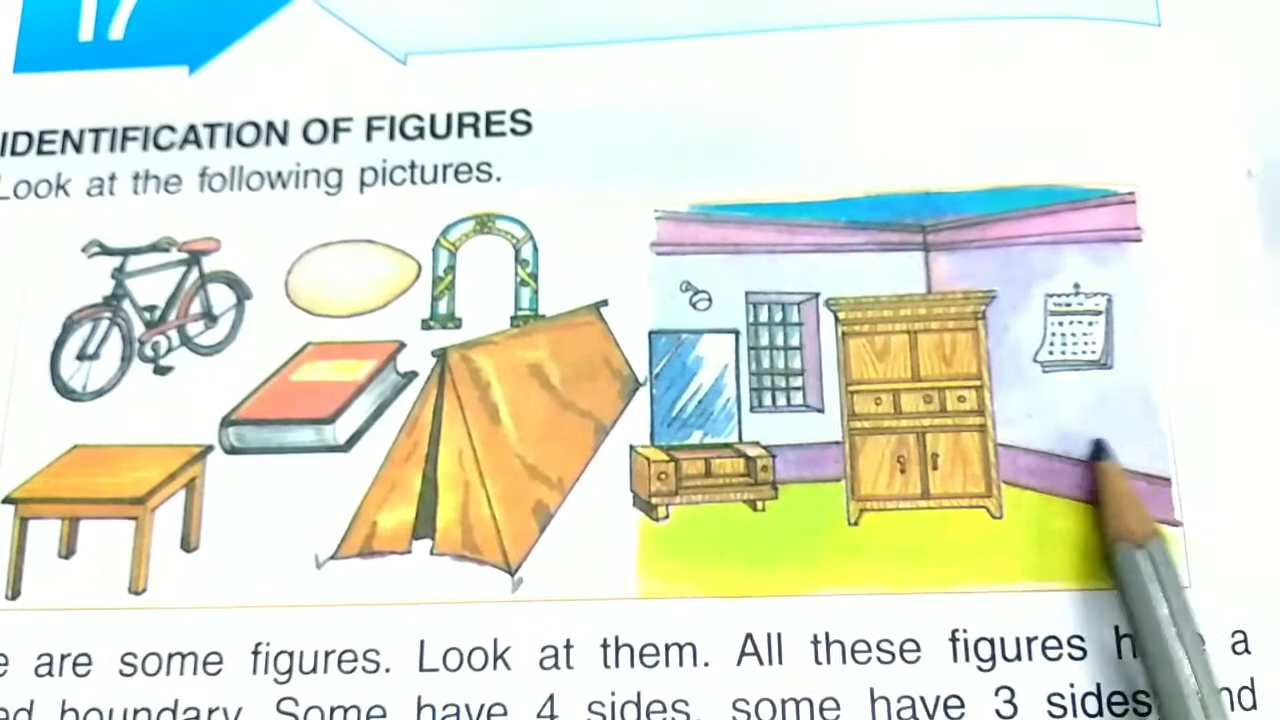 17
IDENTIFICATION OF FIGURES
Look at the following pictures.
are some figures. Look at them. All these figures a
boundary. Some have 4 sides, some have 3 sides